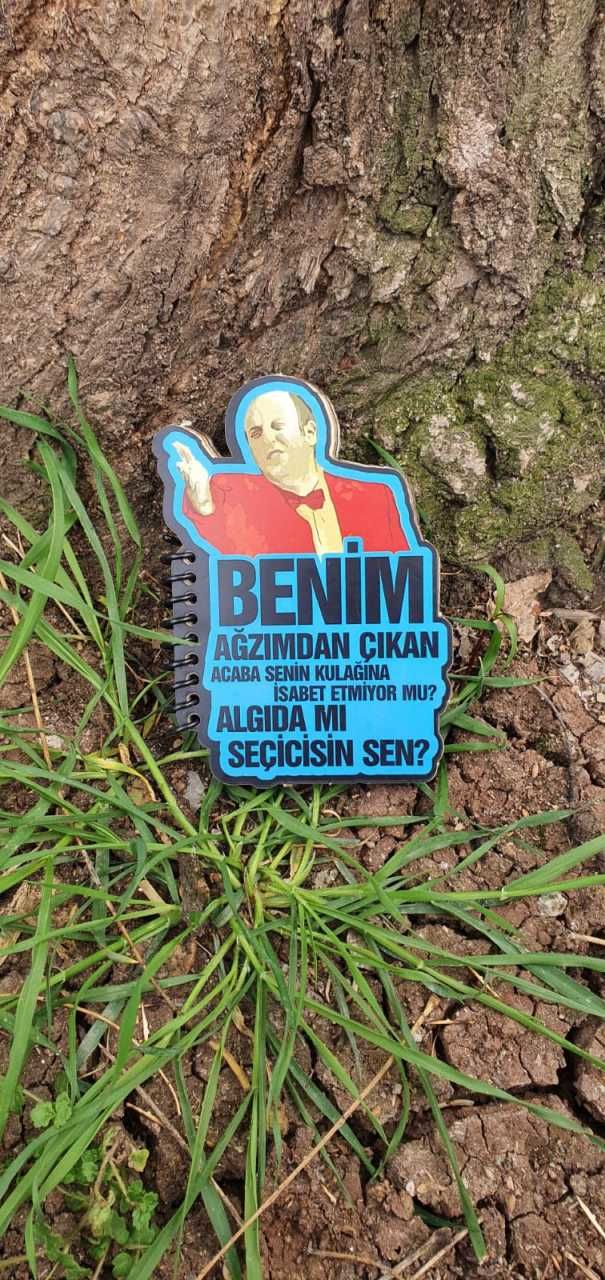 BENİM
AĞZIMDAN ÇIKAN
ACABA SENİN KULAĞINA
İSABET ETMİYOR MU?
ALGIDA MI
SEÇİCİSİN SEN?